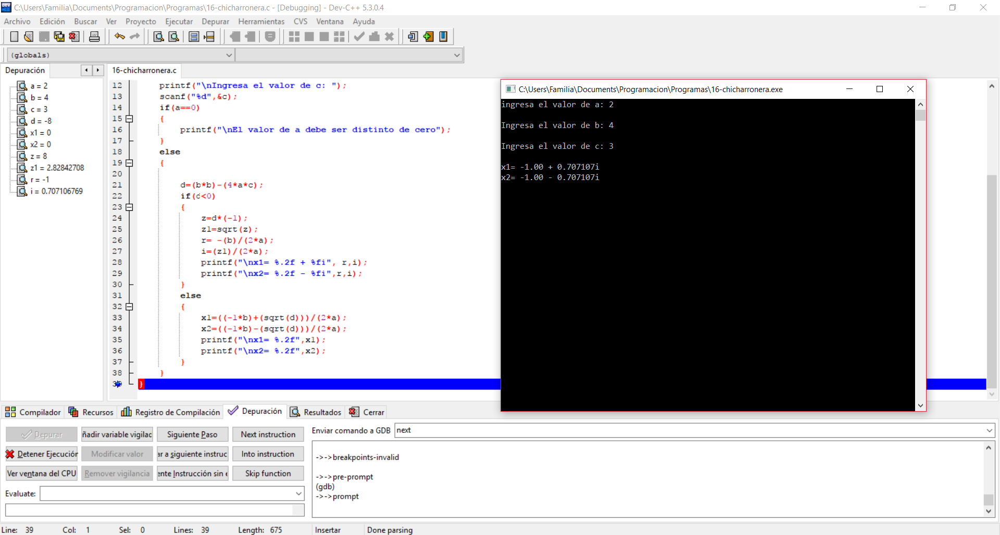 C:\Users\Familia\Documents\Programacion\Programas\16-chicharronera.c - [Debugging] - Dev-C++ 5.3.0.4
Archivo Edición Buscar Ver Proyecto Ejecutar Depurar Herramientas CVS Ventana Ayuda
(globals)
Depuración
a = 2
b = 4
c = 3
d = -8
x1 = 0
x2 = 0
z = 8
z1 = 2.82842708
r = -1
i = 0.707106769
16-chicharronera.c
12 printf("\nIngresa el valor de c: ");
13 scanf("%d",&c);
14 if(a==0)
15 {
16 printf("\nEl valor de a debe ser distinto de cero");
17 }
18 else
19 {
20
21 d=(b*b)-(4*a*c);
22 if(d<0)
23 {
24 z=d*(-1);
25 z1=sqrt(z);
26 r= -(b)/(2*a);
27 i=(z1)/(2*a);
28 printf("\nx1= %.2f + %fi", r,i);
29 printf("\nx2= %.2f - %fi",r,i);
30 }
31 else
32 {
33 x1=((-1*b)+(sqrt(d)))/(2*a);
34 x2=((-1*b)-(sqrt(d)))/(2*a);
35 printf("\nx1= %.2f",x1);
36 printf("\nx2= %.2f",x2);
37 }
38 }
39 }
C:\Users\Familia\Documents\Programacion\Programas\16-chicharronera.exe
ingresa el valor de a: 2
Ingresa el valor de b: 4
Ingresa el valor de c: 3
x1= -1.00 + 0.707107i
x2= -1.00 - 0.707107i
Compilador Recursos Registro de Compilación Depuración Resultados Cerrar
Depurar ñadir variable vigilac Siguiente Paso Next instruction
Detener Ejecución Modificar valor ar a siguiente instruc Into instruction
Ver ventana del CPU Remover vigilancia ente Instrucción sin e Skip function
Evaluate:
Enviar comando a GDB next
->->breakpoints-invalid
->->pre-prompt
(gdb)
->->prompt
Line: 39 Col: 1 Sel: 0 Lines: 39 Length: 675 Insertar Done parsing